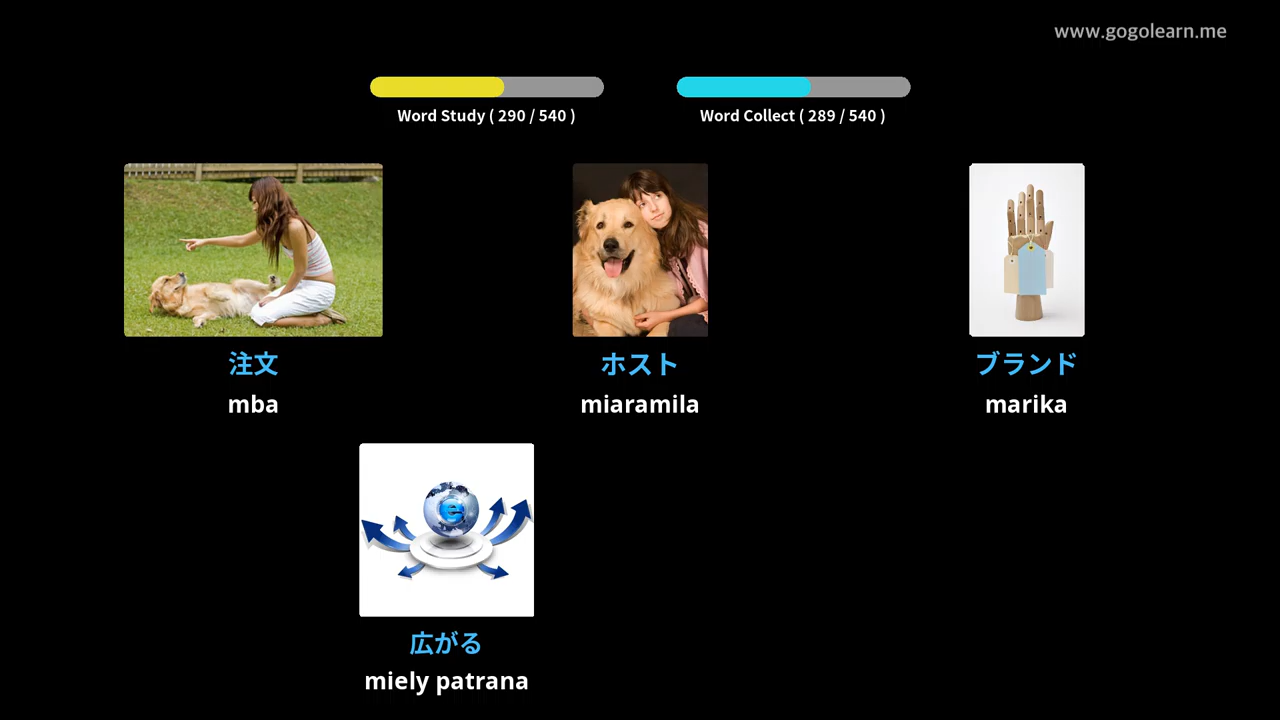 www.gogolearn.me
Word Study ( 290 / 540 )
Word Collect ( 289 / 540 )
注文
mba
ホスト
miaramila
ブランド
marika
e
広がる
miely patrana